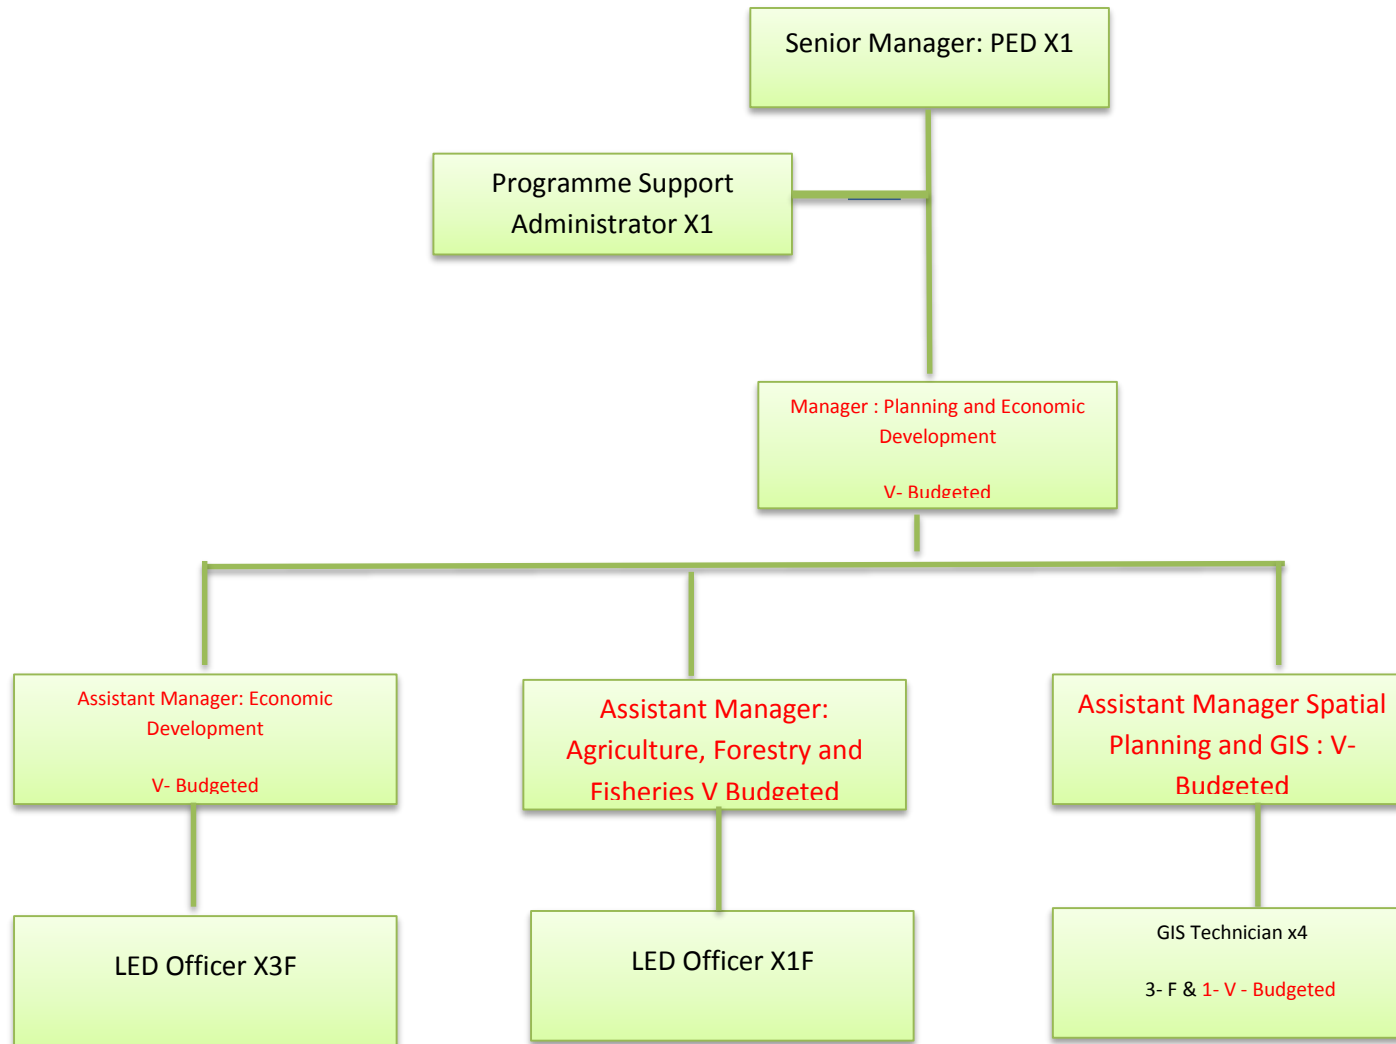 Senior Manager: PED X1
Programme Support
Administrator X1
Manager : Planning and Economic
Development
V- Budgeted
Assistant Manager: Economic
Development
V- Budgeted
Assistant Manager:
Agriculture, Forestry and
Fisheries V Budgeted
Assistant Manager Spatial
Planning and GIS : V-
Budgeted
LED Officer X3F
LED Officer X1F
GIS Technician x4
3- F & 1- V - Budgeted